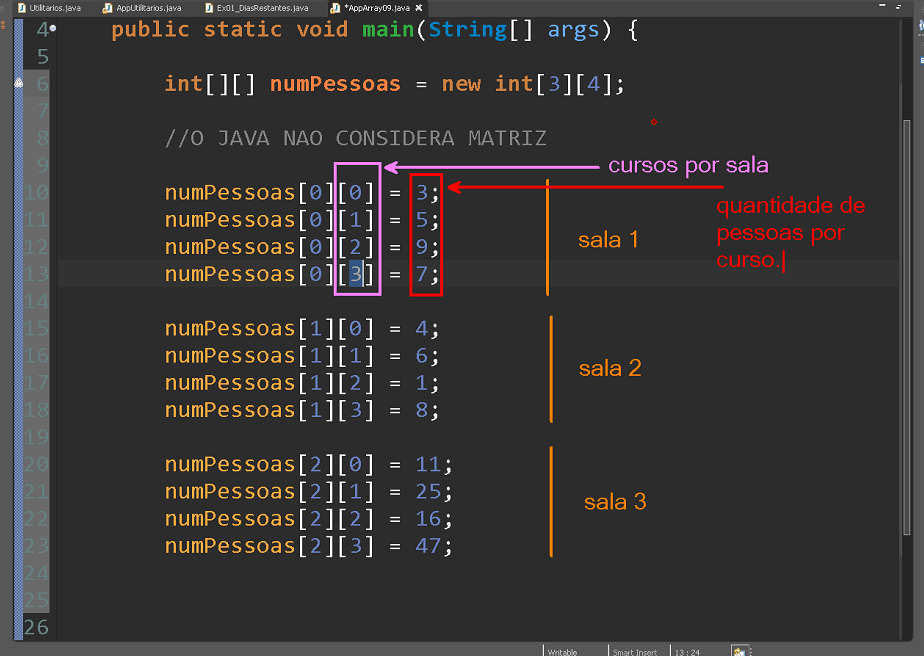 Utilitarios.java AppUtilitarios.java Ex01_DiasRestantes.java *AppArray09.java
4 public static void main(String[] args) {
5
6 int[][] numPessoas = new int[3][4];
7
8 //O JAVA NAO CONSIDERA MATRIZ
9
cursos por sala
10 numPessoas[0][0] = 3;
11 numPessoas[0][1] = 5;
12 numPessoas[0][2] = 9;
13 numPessoas[0][3] = 7;
sala 1
quantidade de
pessoas por
curso.
14
15 numPessoas[1][0] = 4;
16 numPessoas[1][1] = 6;
17 numPessoas[1][2] = 1;
18 numPessoas[1][3] = 8;
sala 2
19
20 numPessoas[2][0] = 11;
21 numPessoas[2][1] = 25;
22 numPessoas[2][2] = 16;
23 numPessoas[2][3] = 47;
sala 3
24
25
26
Writable Smart Insert 13 : 24